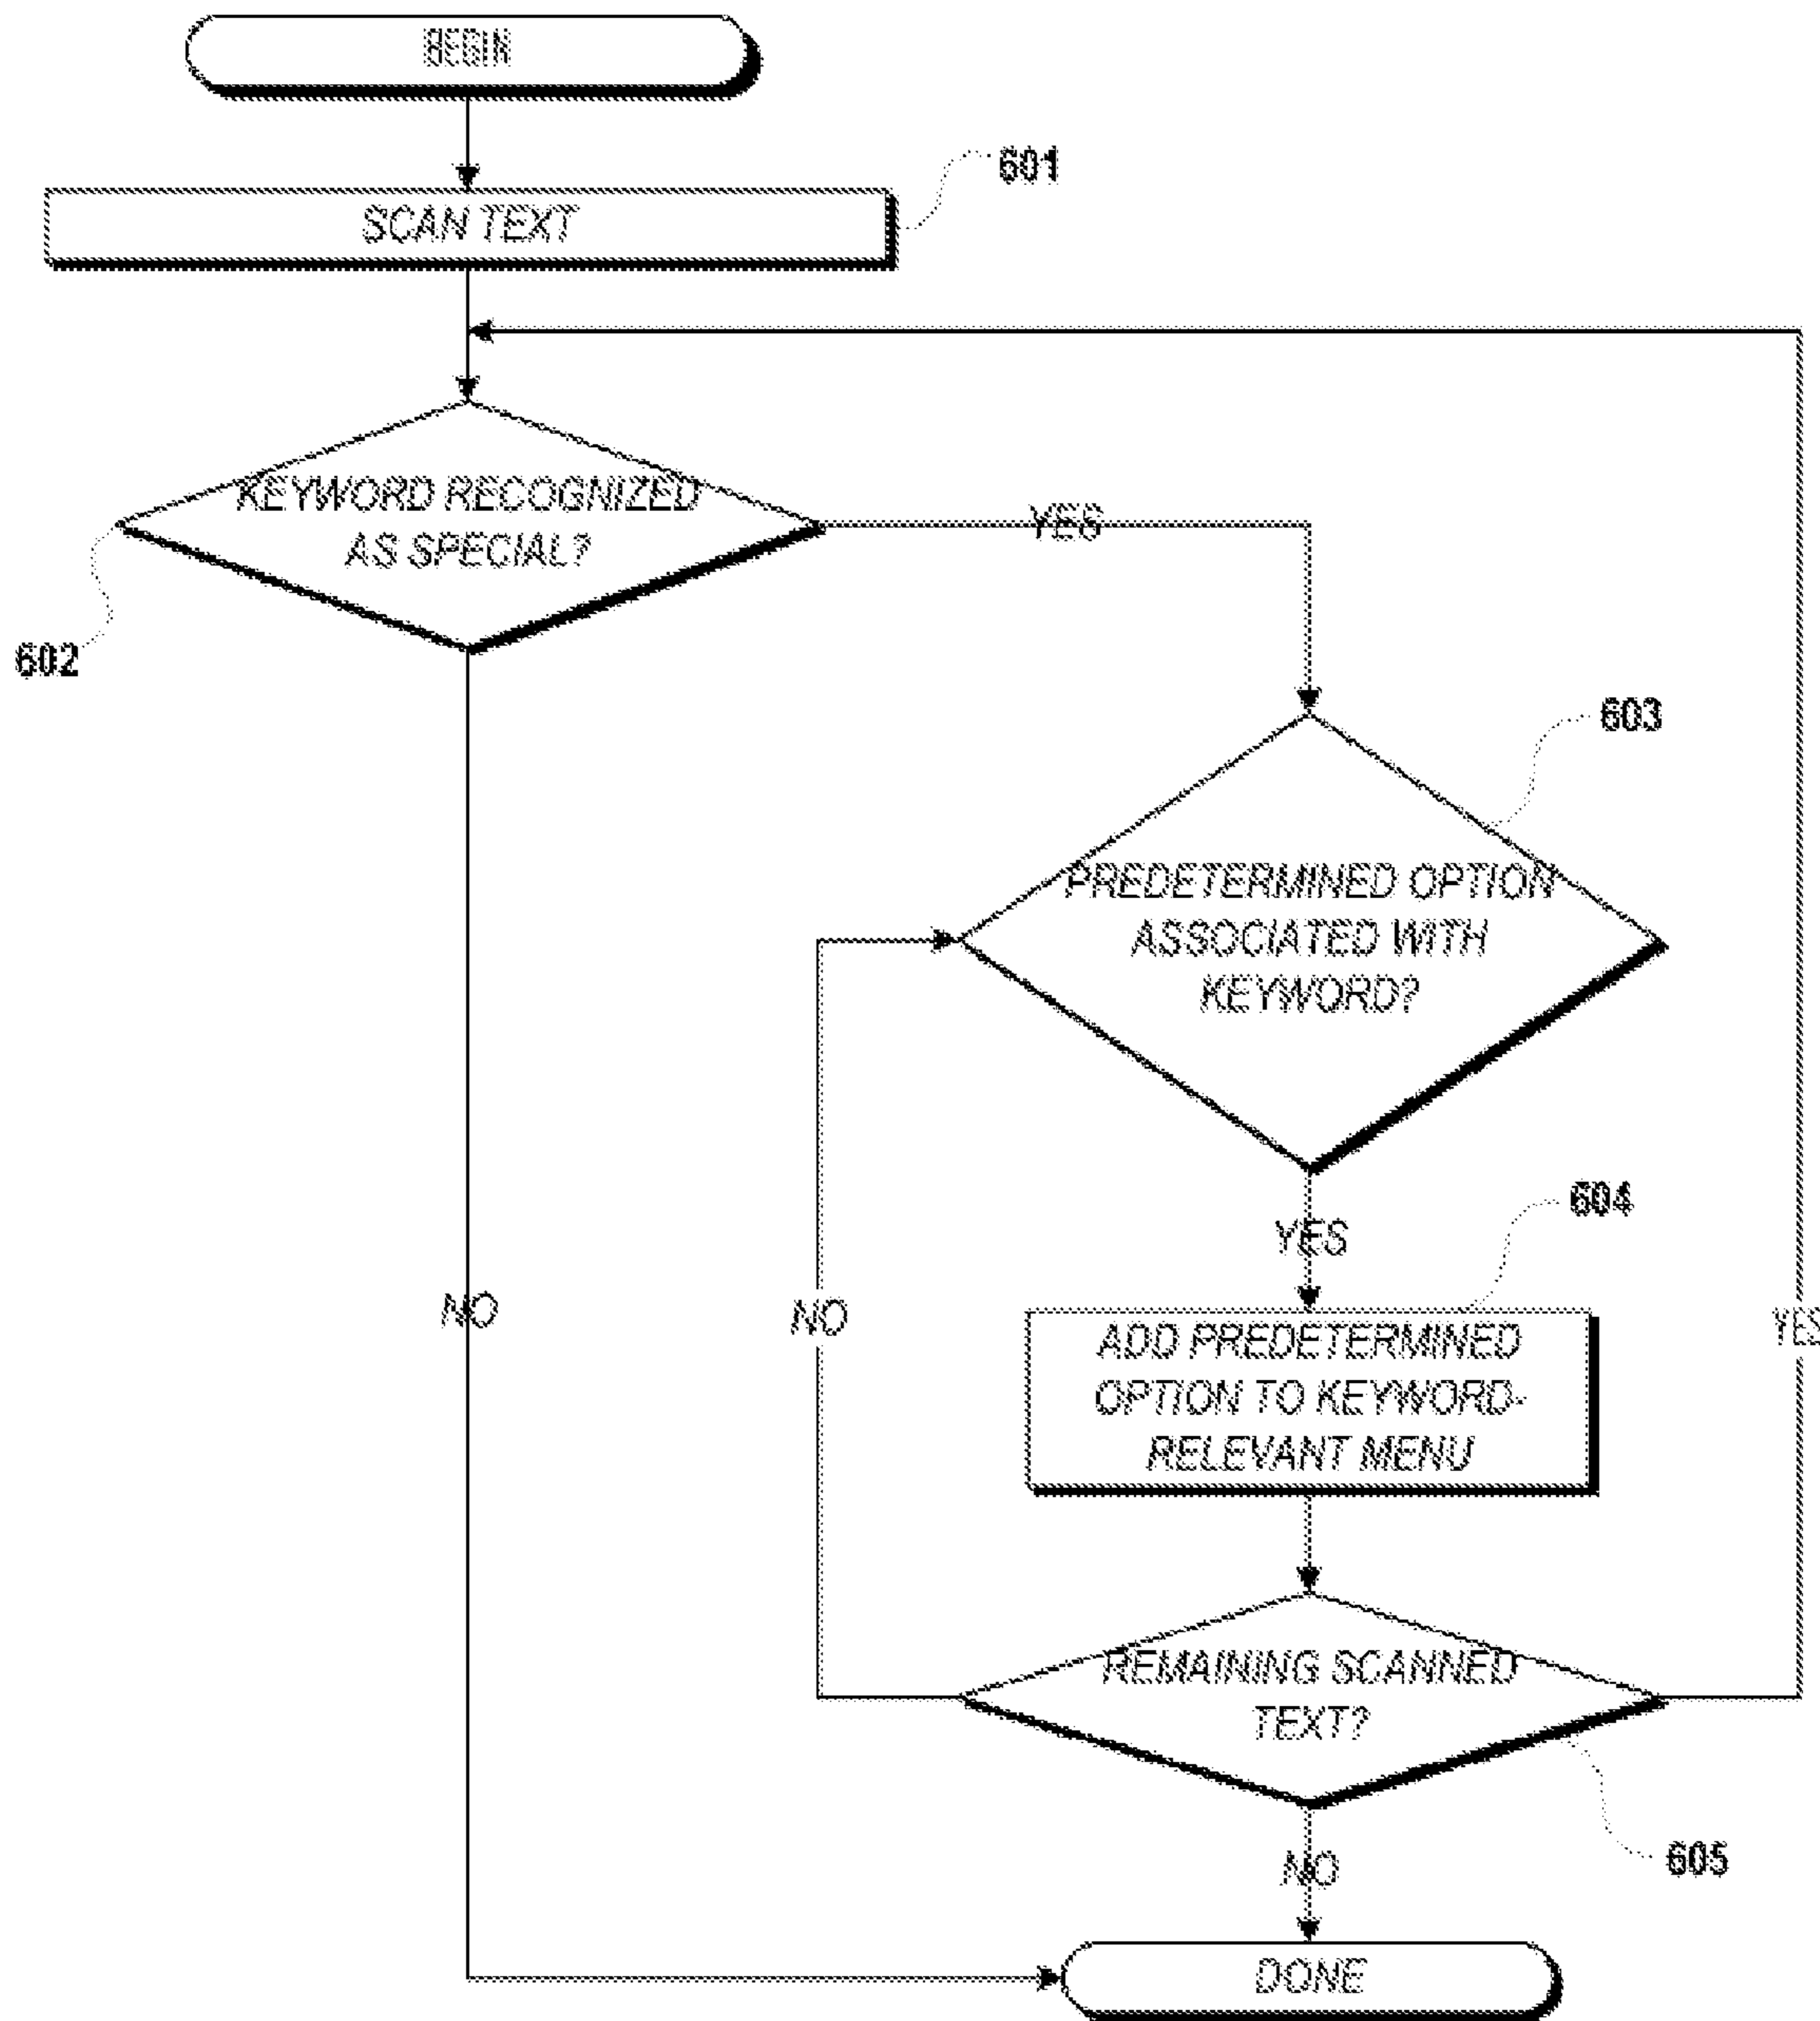 BEGIN
601
SCAN TEXT
KEYWORD RECOGNIZED
AS SPECIAL?
YES
602
603
PREDETERMINED OPTION
ASSOCIATED WITH
KEYWORD?
604
YES
NO
NO
YES
ADD PREDETERMINED
OPTION TO KEYWORD-
RELEVANT MENU
REMAINING SCANNED
TEXT?
605
NO
DONE